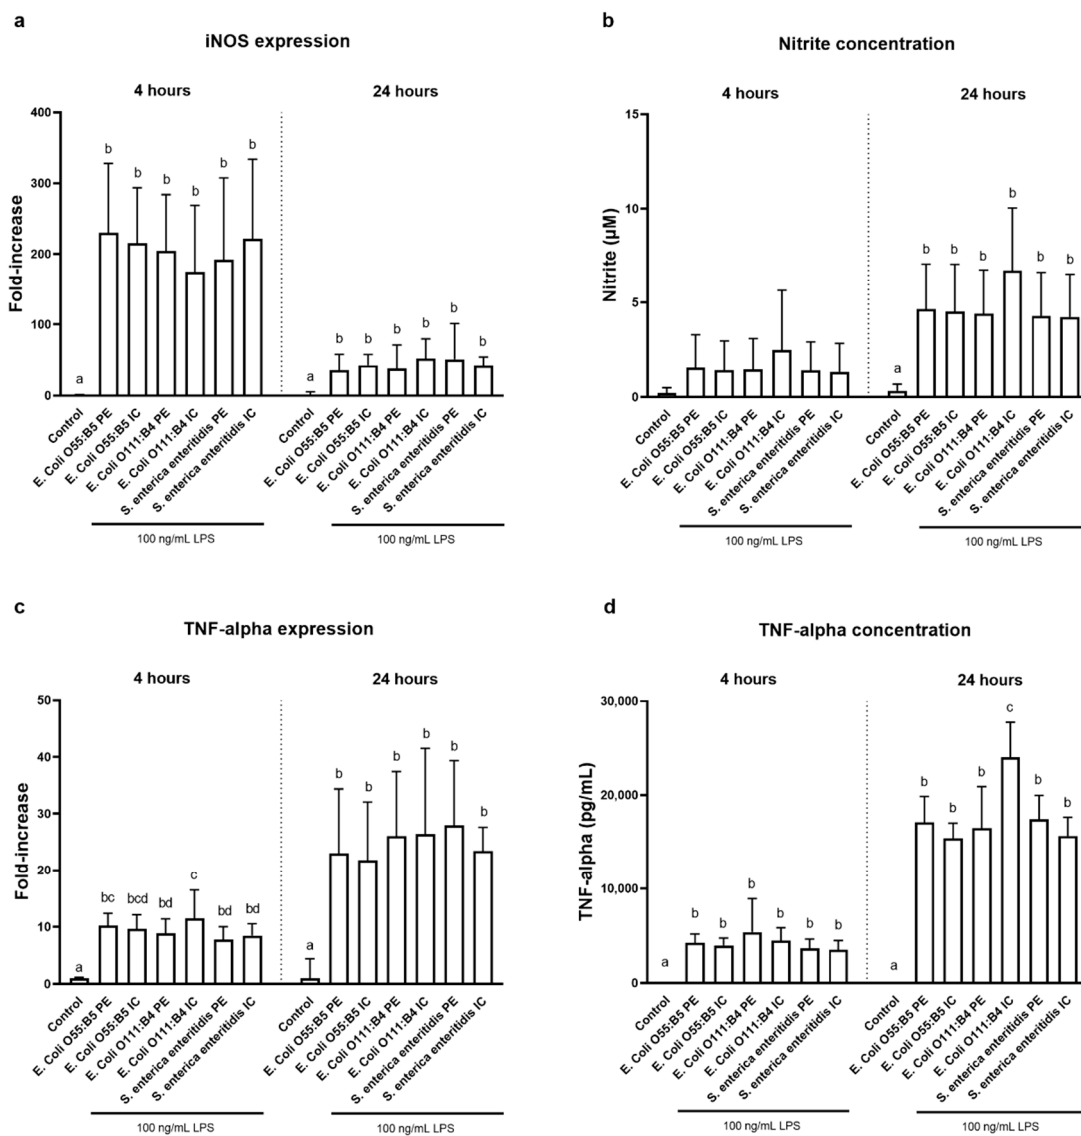 a
iNOS expression
4 hours
24 hours
Fold-increase
400
300
200
100
0
a
b
b
b
b
b
b
a
b
b
b
b
b
b
Control
E. Coli O55:B5 PE
E. Coli O55:B5 IC
E. Coli O111:B4 PE
E. Coli O111:B4 IC
S. enterica enteritidis PE
S. enterica enteritidis IC
Control
E. Coli O55:B5 PE
E. Coli O55:B5 IC
E. Coli O111:B4 PE
E. Coli O111:B4 IC
S. enterica enteritidis PE
S. enterica enteritidis IC
100 ng/mL LPS
100 ng/mL LPS
b
Nitrite concentration
4 hours
24 hours
Nitrite (µM)
15
10
5
0
a
b
b
b
b
b
b
Control
E. Coli O55:B5 PE
E. Coli O55:B5 IC
E. Coli O111:B4 PE
E. Coli O111:B4 IC
S. enterica enteritidis PE
S. enterica enteritidis IC
Control
E. Coli O55:B5 PE
E. Coli O55:B5 IC
E. Coli O111:B4 PE
E. Coli O111:B4 IC
S. enterica enteritidis PE
S. enterica enteritidis IC
100 ng/mL LPS
100 ng/mL LPS
c
TNF-alpha expression
4 hours
24 hours
Fold-increase
50
40
30
20
10
0
a
bc
bcd
bd
c
bd
bd
a
b
b
b
b
b
b
Control
E. Coli O55:B5 PE
E. Coli O55:B5 IC
E. Coli O111:B4 PE
E. Coli O111:B4 IC
S. enterica enteritidis PE
S. enterica enteritidis IC
Control
E. Coli O55:B5 PE
E. Coli O55:B5 IC
E. Coli O111:B4 PE
E. Coli O111:B4 IC
S. enterica enteritidis PE
S. enterica enteritidis IC
100 ng/mL LPS
100 ng/mL LPS
d
TNF-alpha concentration
4 hours
24 hours
TNF-alpha (pg/mL)
30,000
20,000
10,000
0
a
b
b
b
b
b
b
a
b
b
b
c
b
b
Control
E. Coli O55:B5 PE
E. Coli O55:B5 IC
E. Coli O111:B4 PE
E. Coli O111:B4 IC
S. enterica enteritidis PE
S. enterica enteritidis IC
Control
E. Coli O55:B5 PE
E. Coli O55:B5 IC
E. Coli O111:B4 PE
E. Coli O111:B4 IC
S. enterica enteritidis PE
S. enterica enteritidis IC
100 ng/mL LPS
100 ng/mL LPS